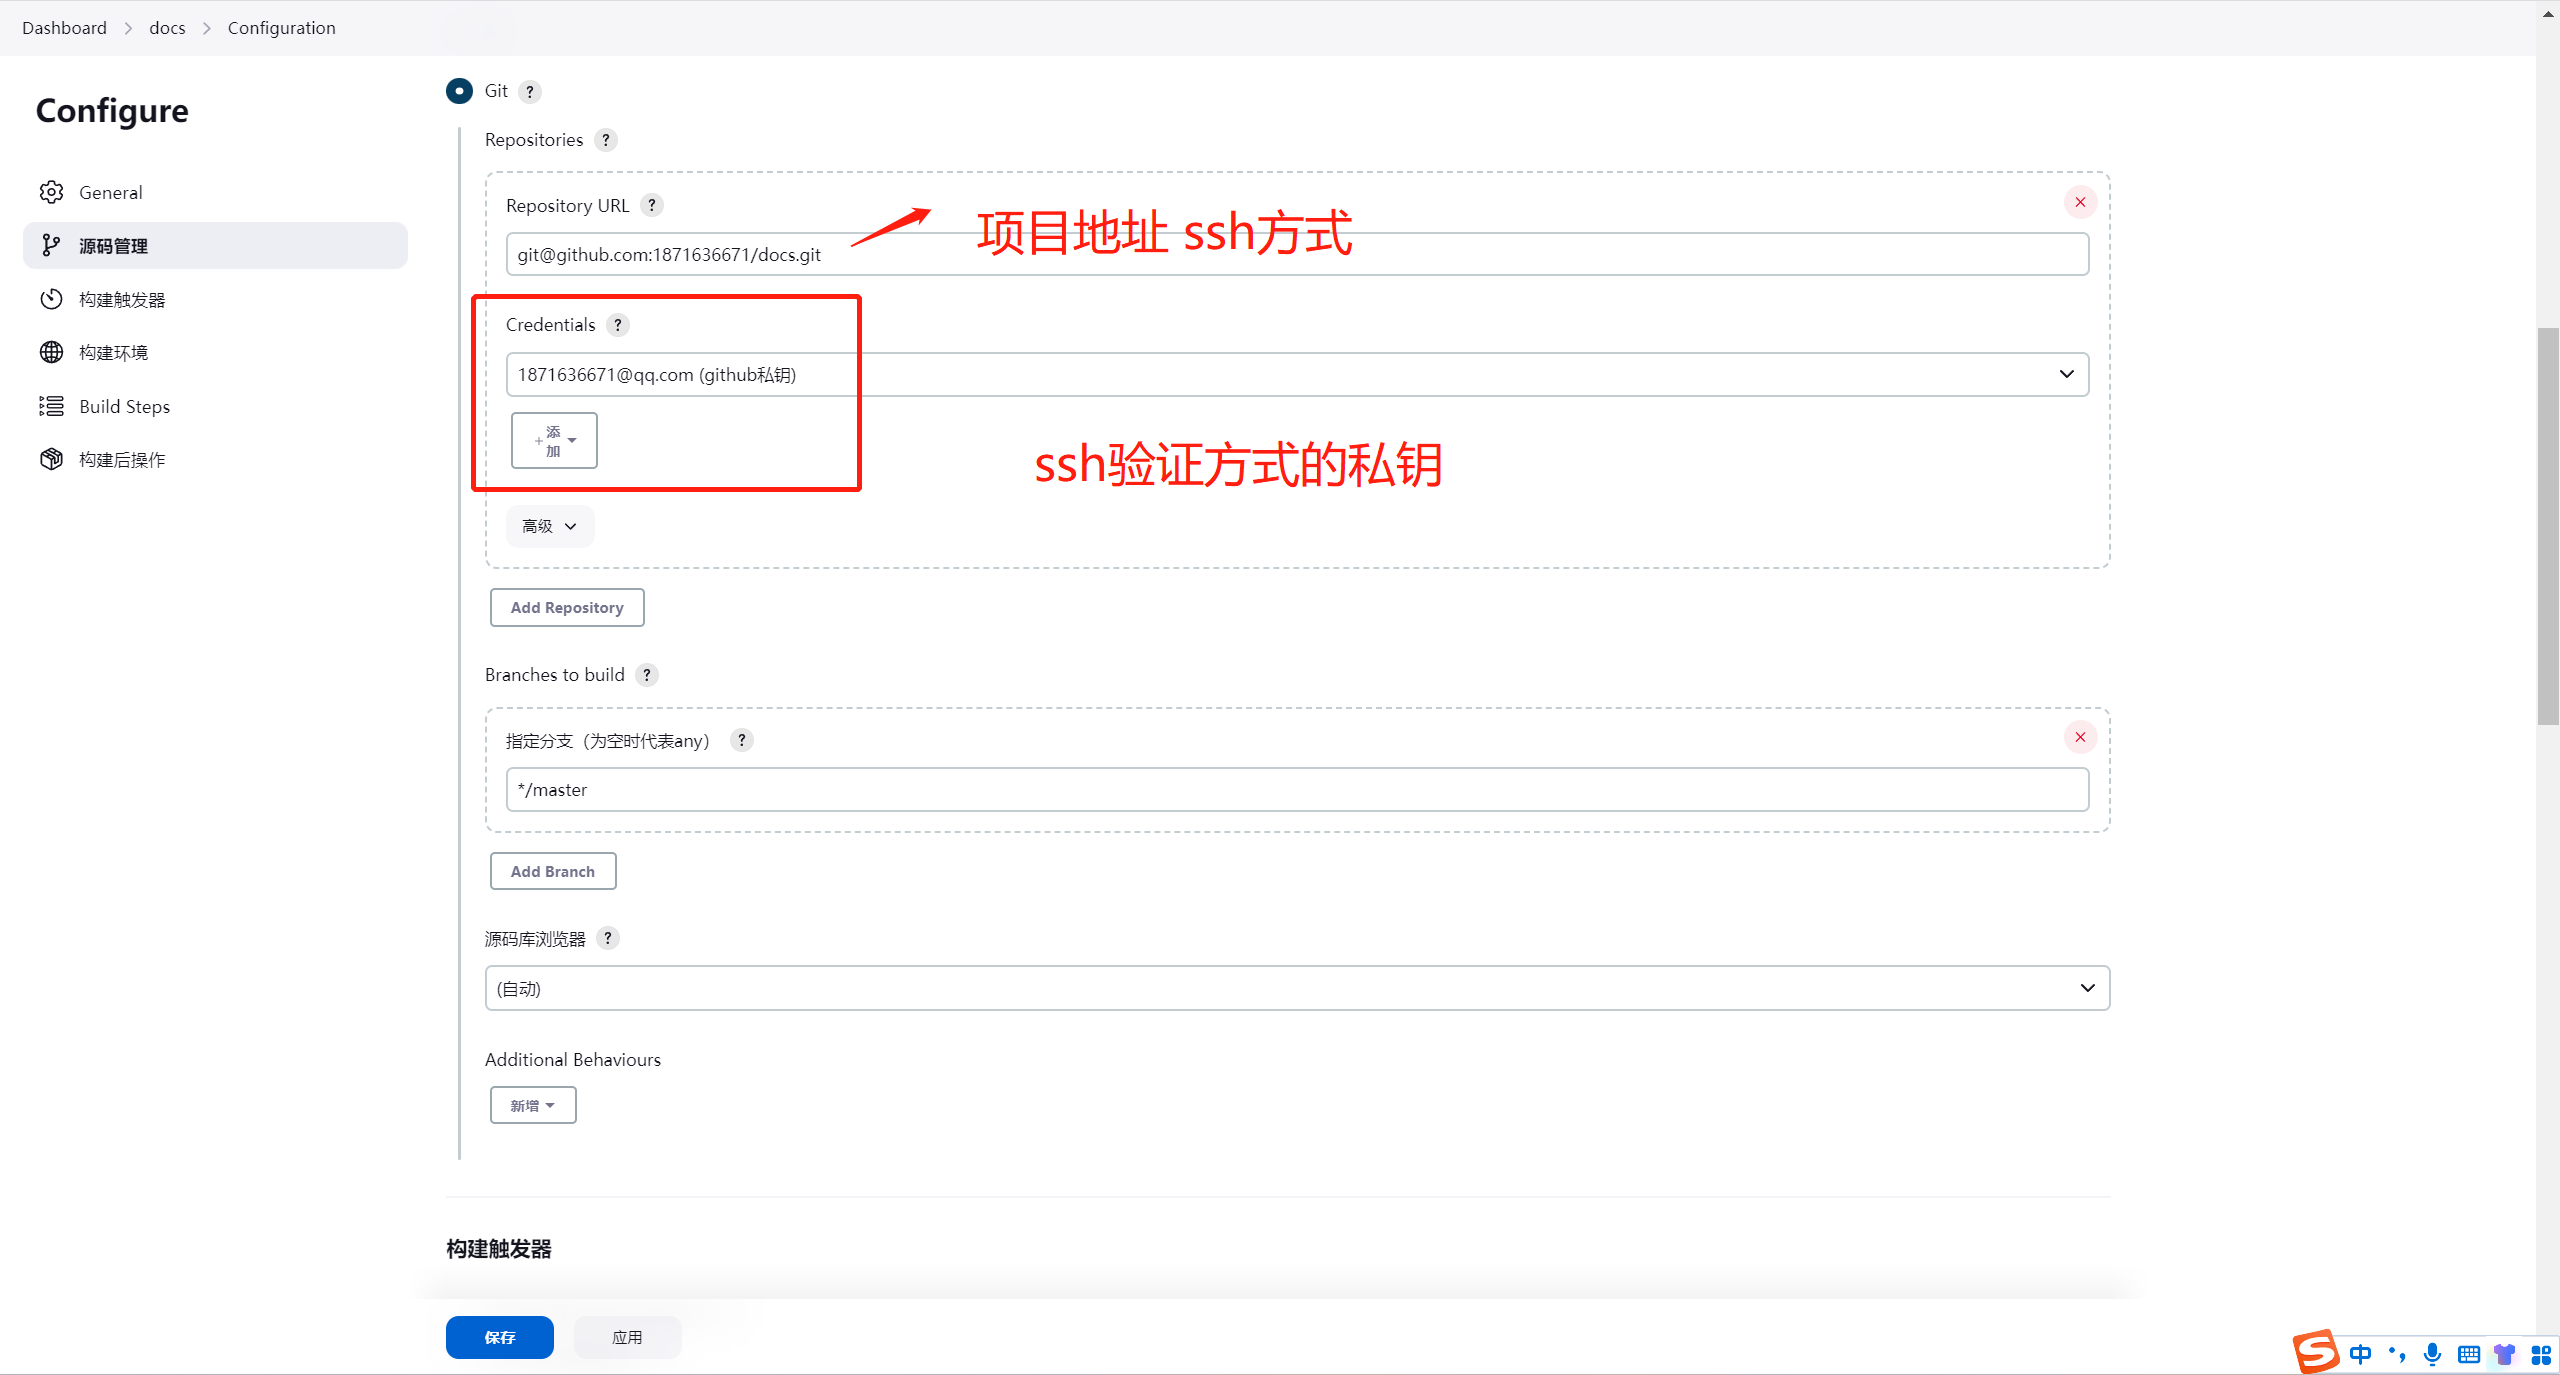 Dashboard > docs > Configuration
Configure
General
源码管理
构建触发器
构建环境
Build Steps
构建后操作
Git ?
Repositories ?
Repository URL ?
项目地址 ssh方式
git@github.com:1871636671/docs.git
Credentials ?
1871636671@qq.com (github私钥)
+添
加
ssh验证方式的私钥
高级
Add Repository
Branches to build ?
指定分支（为空时代表any） ?
*/master
Add Branch
源码库浏览器 ?
(自动)
Additional Behaviours
新增
构建触发器
保存 应用
S 中